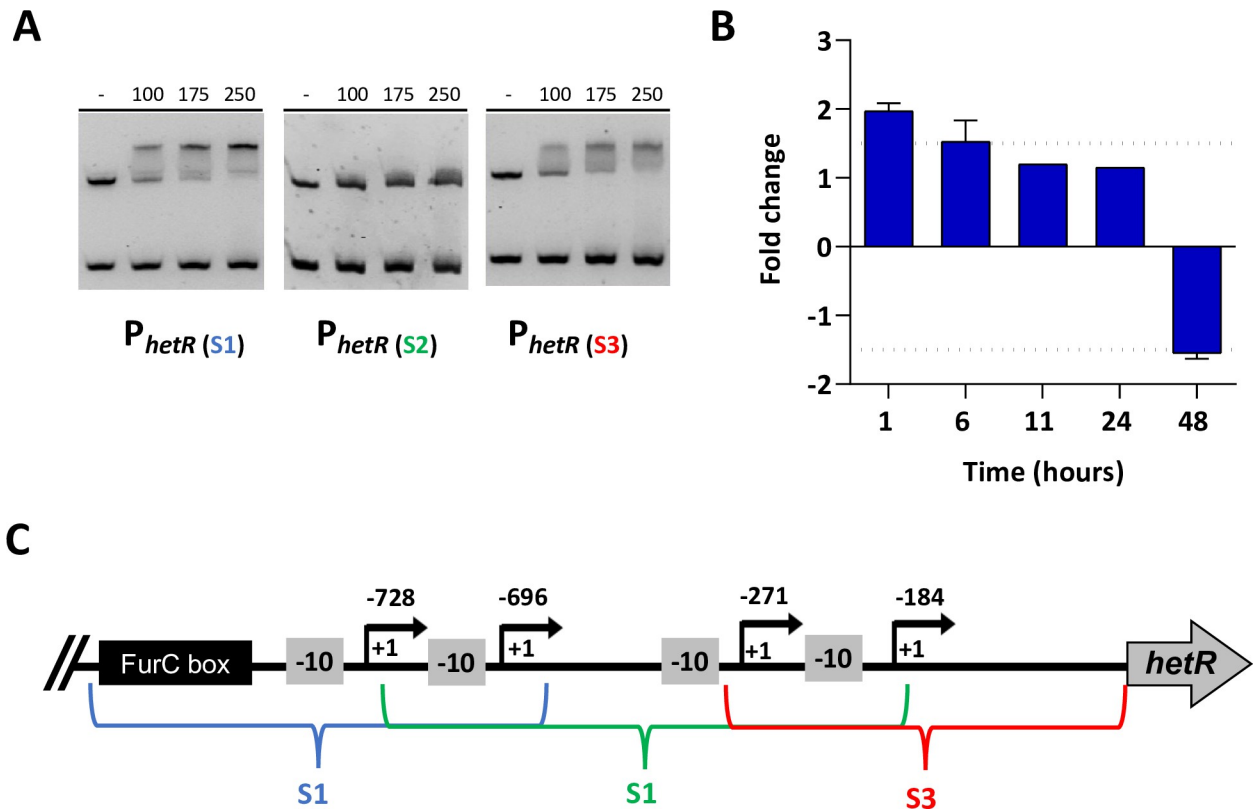 A
- 100 175 250 - 100 175 250 - 100 175 250
PhetR (S1) PhetR (S2) PhetR (S3)
B
3
2
1
0
-1
-2
Fold change
1 6 11 24 48
Time (hours)
C
-728 -696 -271 -184
+1 +1 +1 +1
FurC box -10 -10 -10 -10 hetR
S1 S1 S3